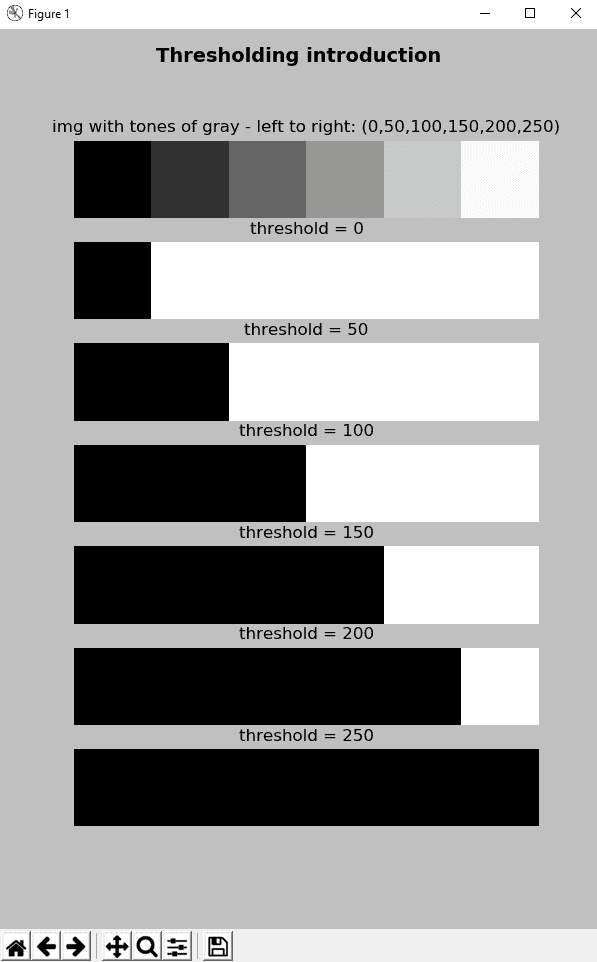 Figure 1
Thresholding introduction
img with tones of gray - left to right: (0,50,100,150,200,250)
threshold = 0
threshold = 50
threshold = 100
threshold = 150
threshold = 200
threshold = 250